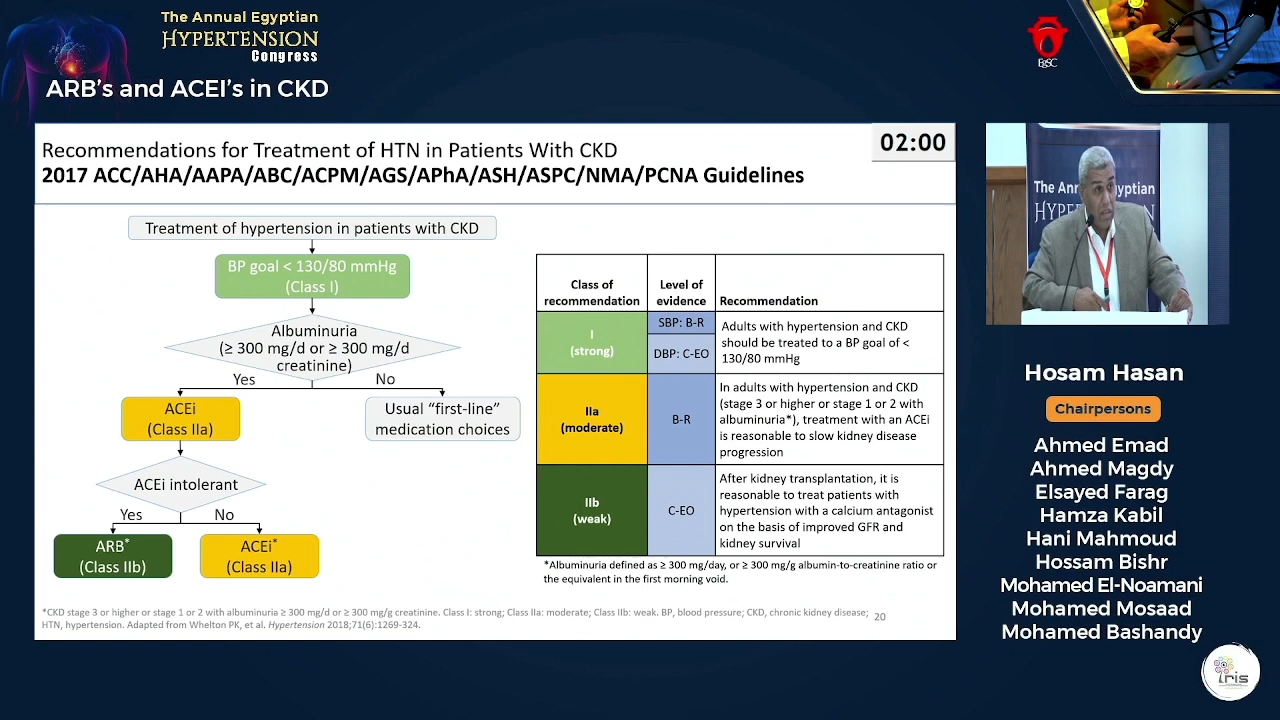 The Annual Egyptian
HYPERTENSION
Congress
ARB's and ACEI's in CKD
EgSC
Recommendations for Treatment of HTN in Patients With CKD
2017 ACC/AHA/AAPA/ABC/ACPM/AGS/APhA/ASH/ASPC/NMA/PCNA Guidelines
02:00
Treatment of hypertension in patients with CKD
BP goal < 130/80 mmHg
(Class I)
Albuminuria
(≥ 300 mg/d or ≥ 300 mg/d
creatinine)
Yes
No
ACEi
(Class IIa)
Usual “first-line”
medication choices
ACEi intolerant
Yes
No
ARB*
(Class IIb)
ACEi*
(Class IIa)
Class of
recommendation
Level of
evidence
Recommendation
I
(strong)
SBP: B-R
DBP: C-EO
Adults with hypertension and CKD
should be treated to a BP goal of <
130/80 mmHg
IIa
(moderate)
B-R
In adults with hypertension and CKD
(stage 3 or higher or stage 1 or 2 with
albuminuria*), treatment with an ACEi
is reasonable to slow kidney disease
progression
IIb
(weak)
C-EO
After kidney transplantation, it is
reasonable to treat patients with
hypertension with a calcium antagonist
on the basis of improved GFR and
kidney survival
*Albuminuria defined as ≥ 300 mg/day, or ≥ 300 mg/g albumin-to-creatinine ratio or
the equivalent in the first morning void.
*CKD stage 3 or higher or stage 1 or 2 with albuminuria ≥ 300 mg/d or ≥ 300 mg/g creatinine. Class I: strong; Class IIa: moderate; Class IIb: weak. BP, blood pressure; CKD, chronic kidney disease;
HTN, hypertension. Adapted from Whelton PK, et al. Hypertension 2018;71(6):1269-324.
20
The Annual Egyptian
Hosam Hasan
Chairpersons
Ahmed Emad
Ahmed Magdy
Elsayed Farag
Hamza Kabil
Hani Mahmoud
Hossam Bishr
Mohamed El-Noamani
Mohamed Mosaad
Mohamed Bashandy
iris